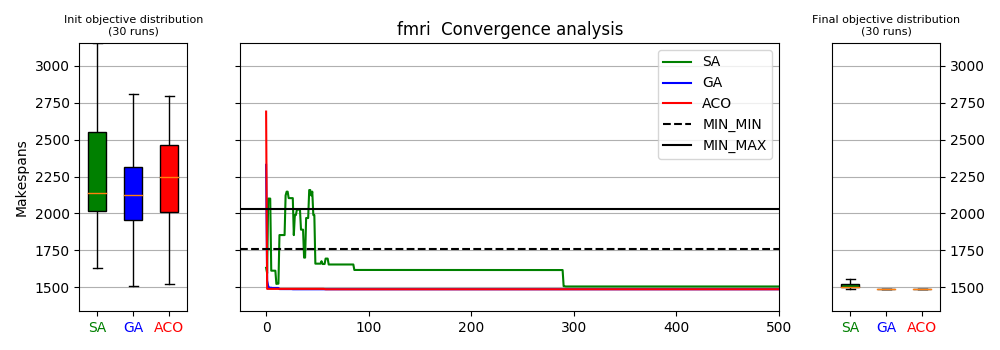 Init objective distribution
(30 runs)
Makespans
3000
2750
2500
2250
2000
1750
1500
SA GA ACO
fmri Convergence analysis
SA
GA
ACO
MIN_MIN
MIN_MAX
0 100 200 300 400 500
Final objective distribution
(30 runs)
3000
2750
2500
2250
2000
1750
1500
SA GA ACO